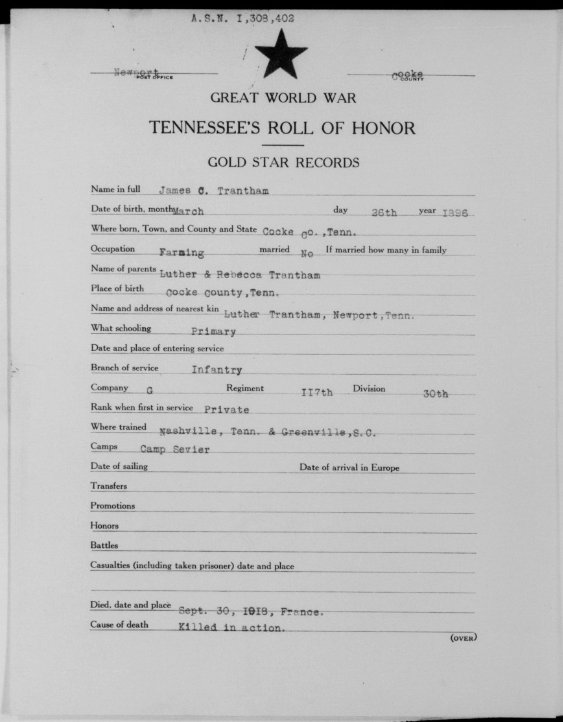 A.S.N. 1,309,402
Newport Cocke
POST OFFICE COUNTY
GREAT WORLD WAR
TENNESSEE'S ROLL OF HONOR
GOLD STAR RECORDS
Name in full James C. Trantham
Date of birth, month March day 26th year 1896
Where born, Town, and County and State Cocke co.,Tenn.
Occupation Farming married No If married how many in family
Name of parents Luther & Rebecca Trantham
Place of birth Cocke county,Tenn.
Name and address of nearest kin Luther Trantham, Newport,Tenn.
What schooling Primary
Date and place of entering service
Branch of service Infantry
Company G Regiment 117th Division 30th
Rank when first in service Private
Where trained Nashville, Tenn. & Greenville,S.C.
Camps Camp Sevier
Date of sailing Date of arrival in Europe
Transfers
Promotions
Honors
Battles
Casualties (including taken prisoner) date and place
Died, date and place Sept. 30, 1918, France.
Cause of death Killed in action.
(OVER)